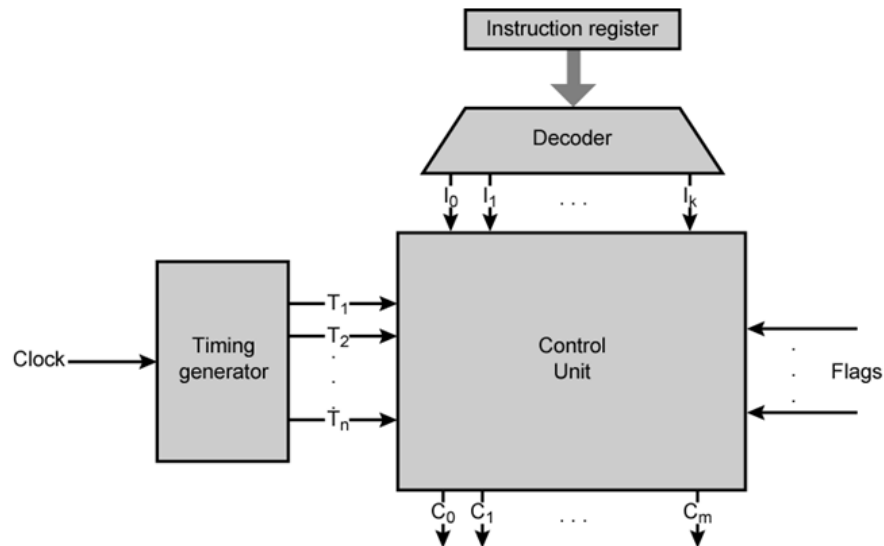 Instruction register
Decoder
I0 I1 . . . Ik
Clock
Timing
generator
T1
T2
.
.
.
Tn
Control
Unit
.
.
.
Flags
C0 C1 . . . Cm